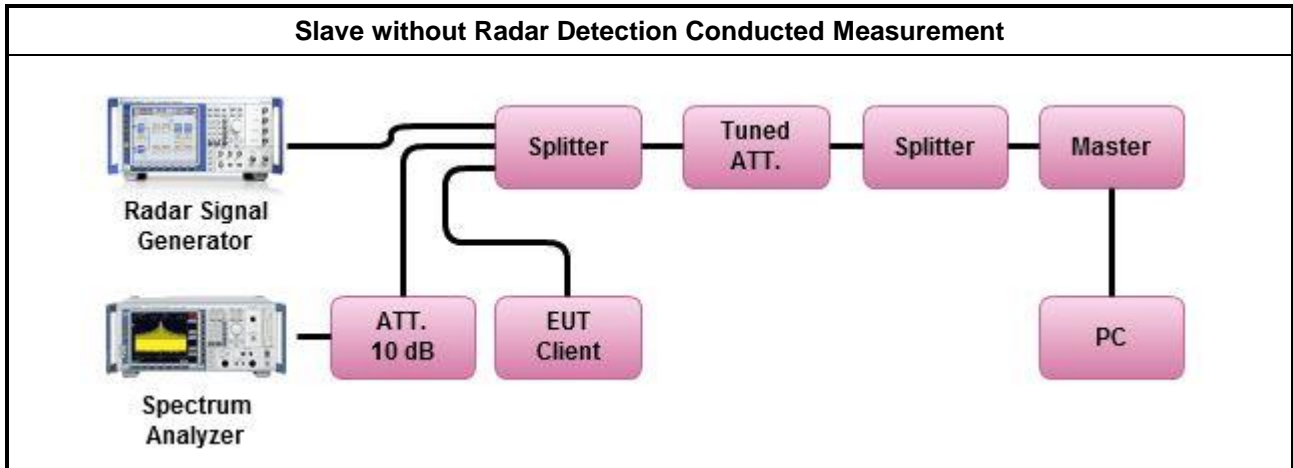 Slave without Radar Detection Conducted Measurement
Radar Signal
Generator
Splitter
Tuned
ATT.
Splitter
Master
Spectrum
Analyzer
ATT.
10 dB
EUT
Client
PC